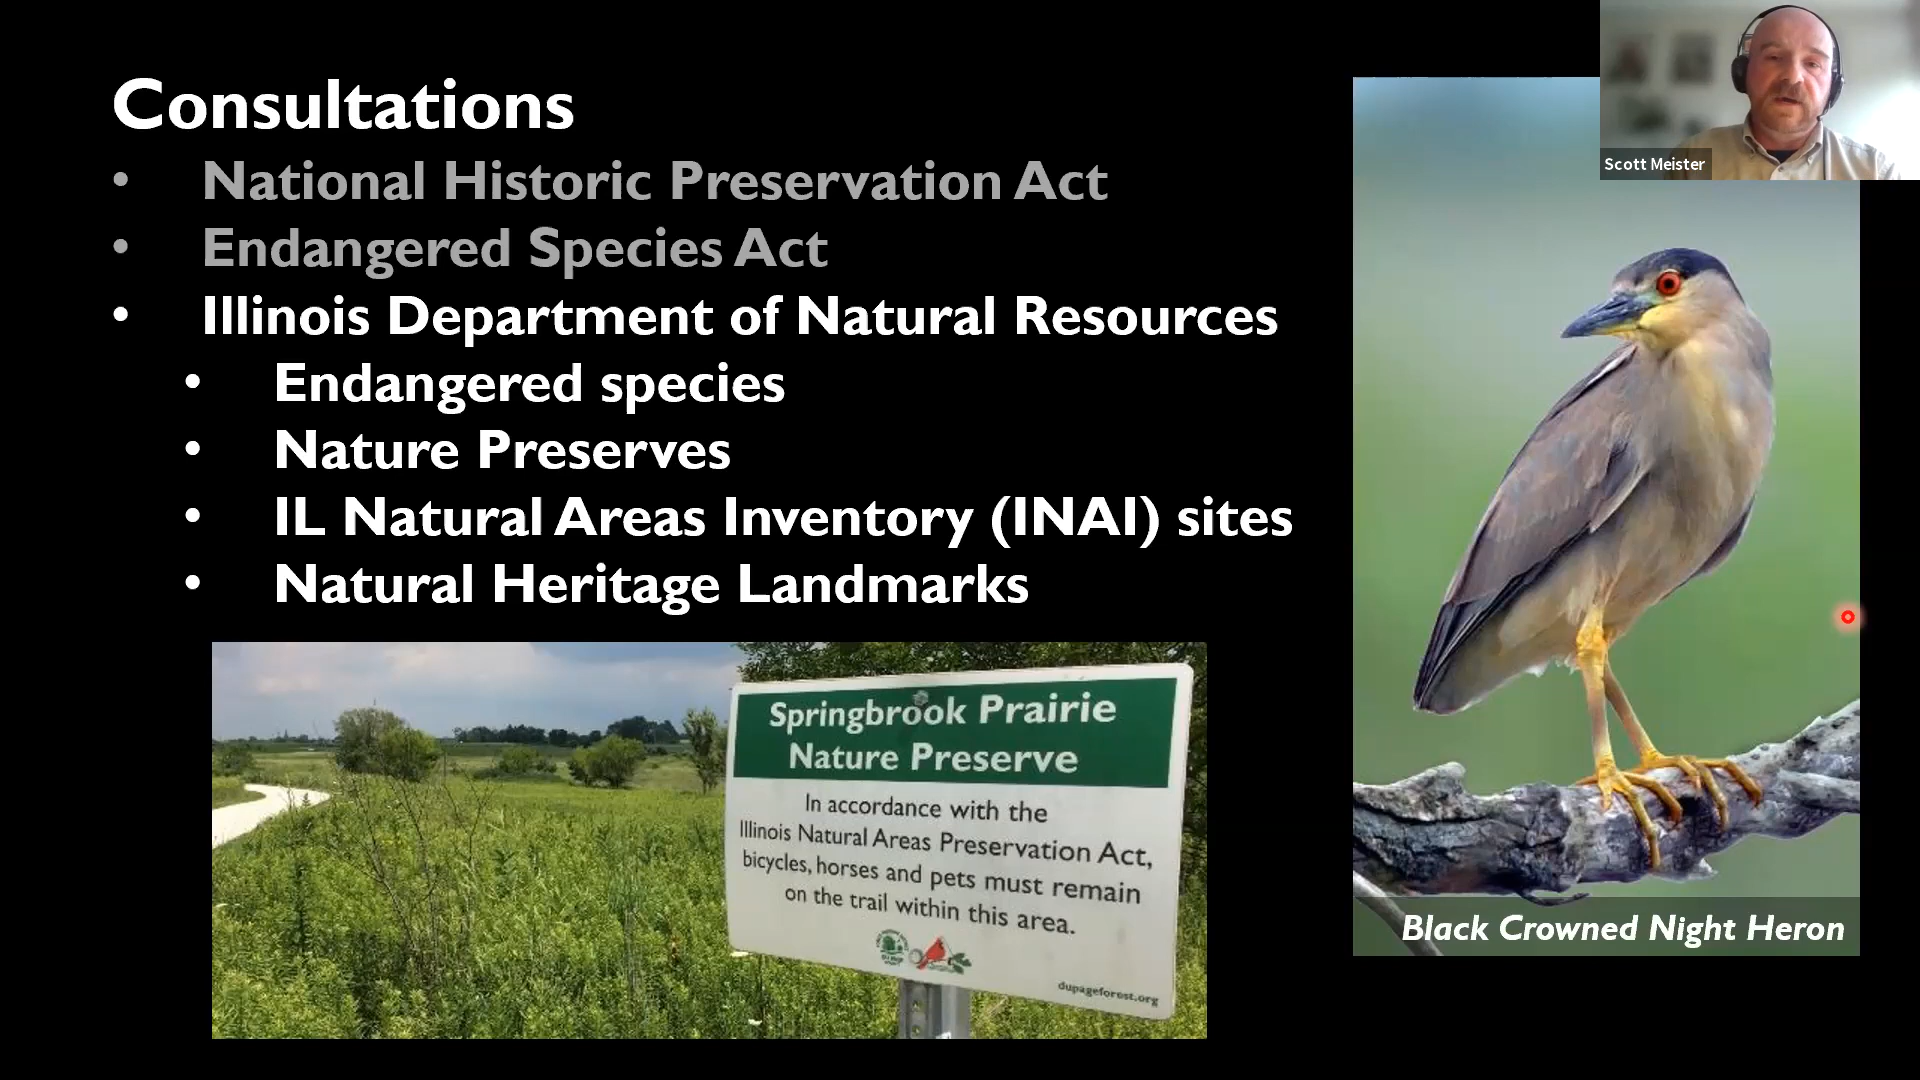 Consultations
• National Historic Preservation Act
• Endangered Species Act
• Illinois Department of Natural Resources
• Endangered species
• Nature Preserves
• IL Natural Areas Inventory (INAI) sites
• Natural Heritage Landmarks
Scott Meister
Springbrook Prairie
Nature Preserve
In accordance with the
Illinois Natural Areas Preservation Act,
bicycles, horses and pets must remain
on the trail within this area.
dupageforest.org
Black Crowned Night Heron